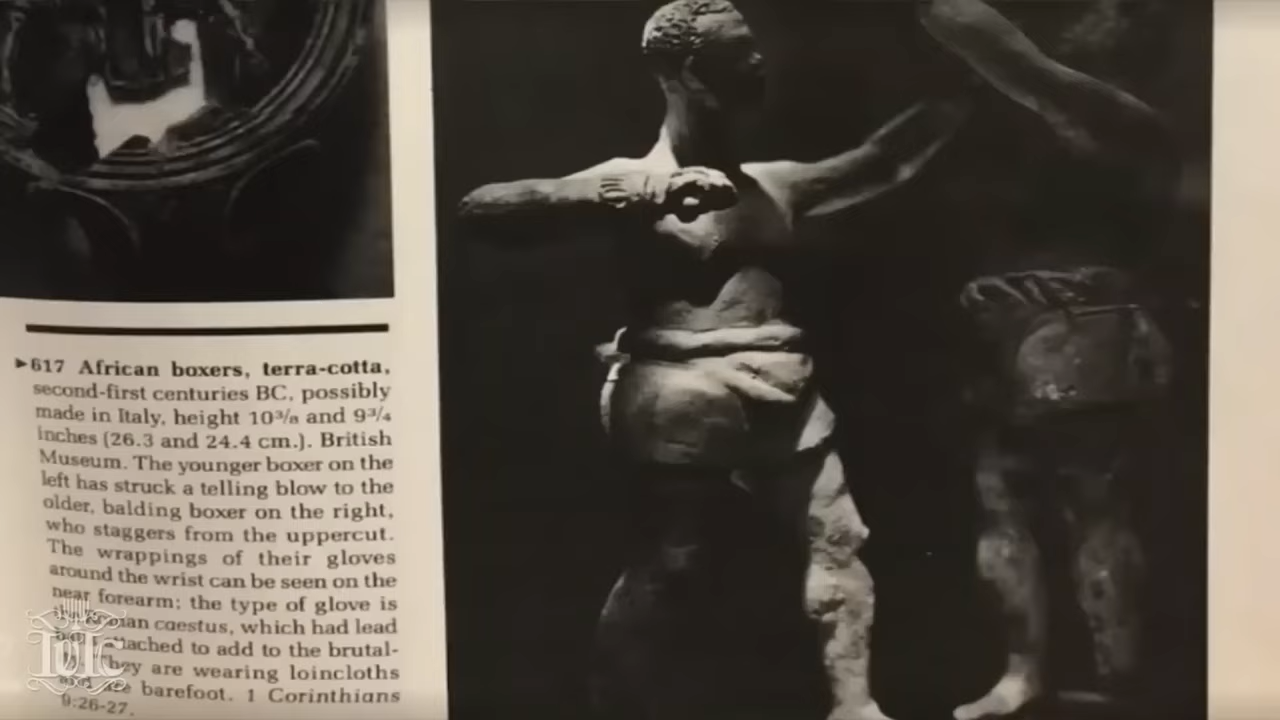 ▸617 African boxers, terra-cotta,
second-first centuries BC, possibly
made in Italy, height 10³/₈ and 9³/₄
inches (26.3 and 24.4 cm.). British
Museum. The younger boxer on the
left has struck a telling blow to the
older, balding boxer on the right,
who staggers from the uppercut.
The wrappings of their gloves
around the wrist can be seen on the
near forearm; the type of glove is
caestus, which had lead
to add to the brutal-
They are wearing loincloths
barefoot. 1 Corinthians
9:26-27.